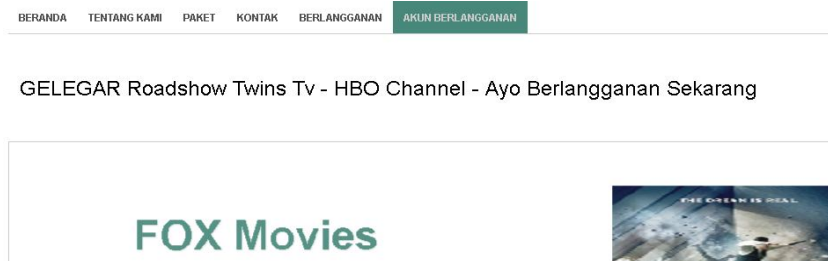 BERANDA TENTANG KAMI PAKET KONTAK BERLANGGANAN AKUN BERLANGGANAN
GELEGAR Roadshow Twins Tv - HBO Channel - Ayo Berlangganan Sekarang
THE DREAM IS REAL
FOX Movies